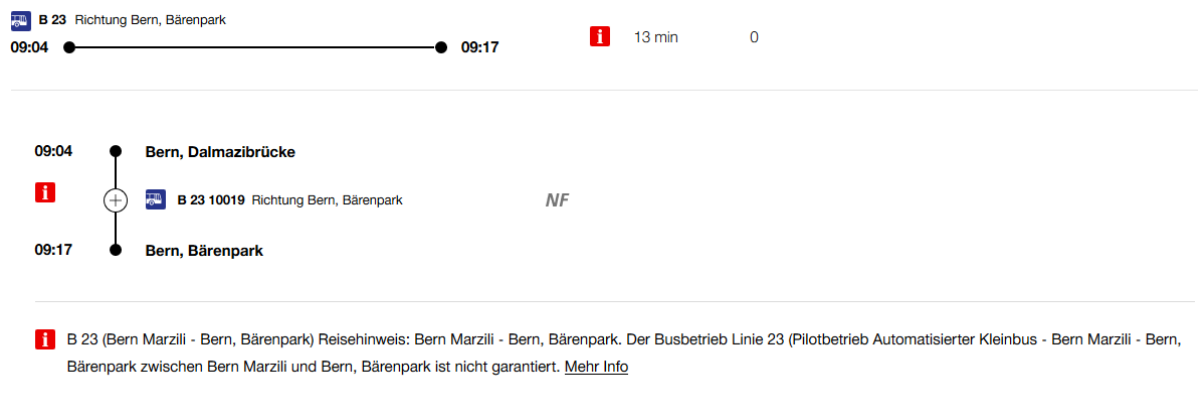 B 23 Richtung Bern, Bärenpark
09:04 09:17 i 13 min 0
09:04 Bern, Dalmazibrücke
i B 23 10019 Richtung Bern, Bärenpark NF
09:17 Bern, Bärenpark
i B 23 (Bern Marzili - Bern, Bärenpark) Reisehinweis: Bern Marzili - Bern, Bärenpark. Der Busbetrieb Linie 23 (Pilotbetrieb Automatisierter Kleinbus - Bern Marzili - Bern,
Bärenpark zwischen Bern Marzili und Bern, Bärenpark ist nicht garantiert. Mehr Info